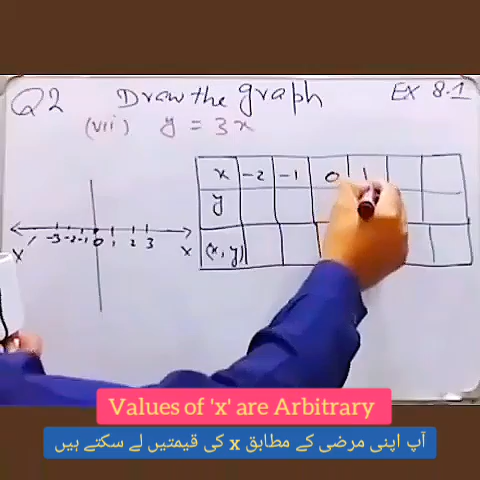 Q2 Draw the graph EX 8.1
(vii) y = 3x
x -2 -1 0 1
y
(x, y)
-3 -2 -1 0 1 2 3
X′ X
Values of 'x' are Arbitrary
آپ اپنی مرضی کے مطابق x کی قیمتیں لے سکتے ہیں